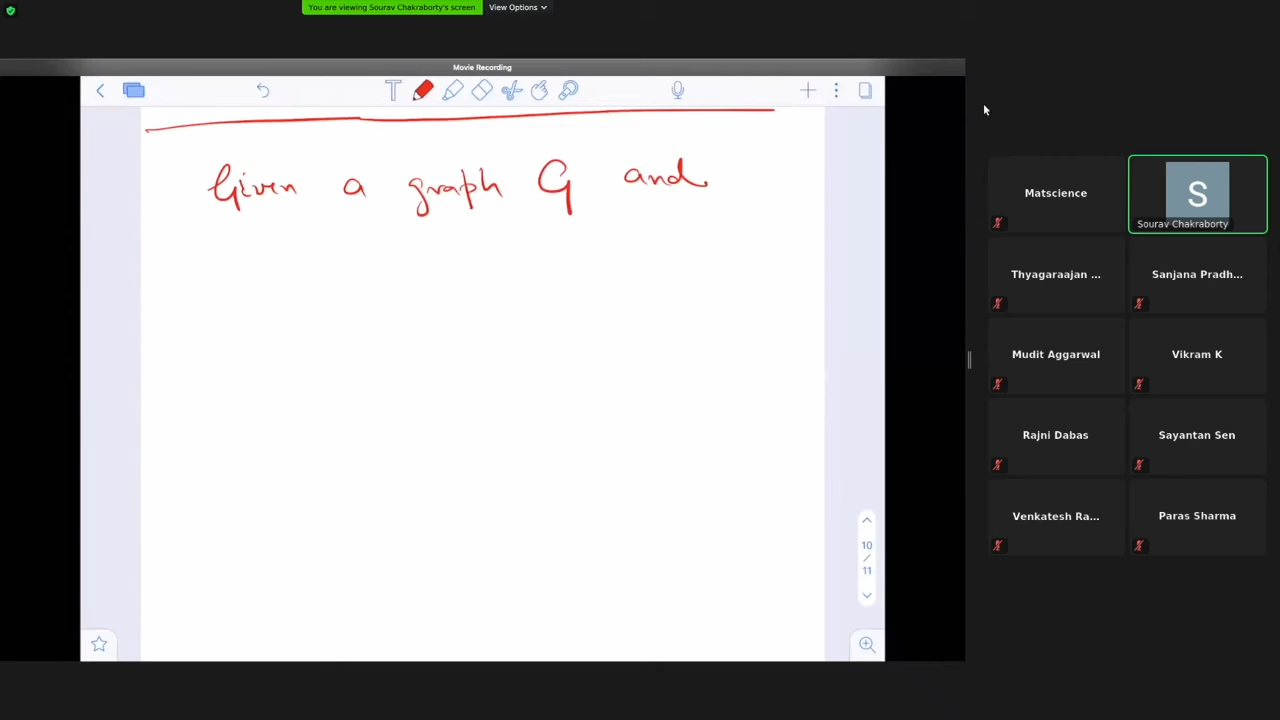 You are viewing Sourav Chakraborty's screen View Options
Movie Recording
Given a graph G and
10
/
11
Matscience
S
Sourav Chakraborty
Thyagaraajan ...
Sanjana Pradh...
Mudit Aggarwal
Vikram K
Rajni Dabas
Sayantan Sen
Venkatesh Ra...
Paras Sharma